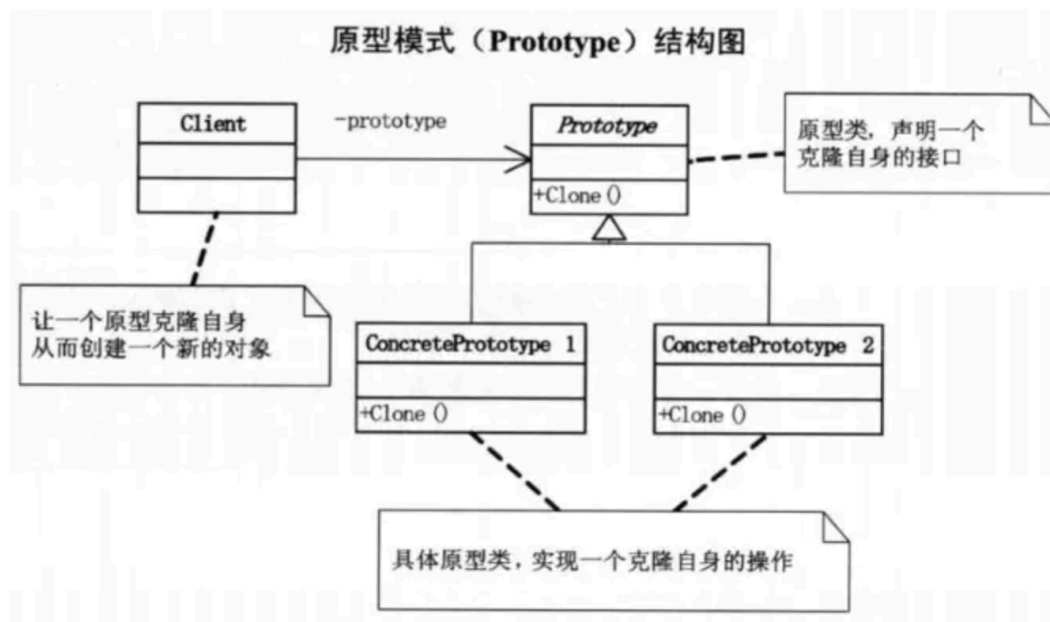 原型模式（Prototype）结构图
Client
-prototype
Prototype
+Clone()
原型类，声明一个
克隆自身的接口
让一个原型克隆自身
从而创建一个新的对象
ConcretePrototype 1
+Clone()
ConcretePrototype 2
+Clone()
具体原型类，实现一个克隆自身的操作